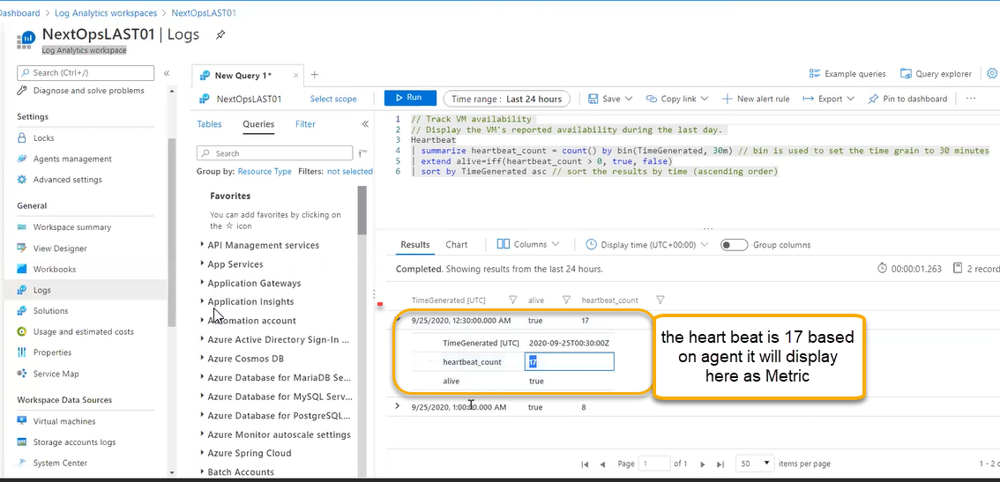 Dashboard > Log Analytics workspaces > NextOpsLAST01
NextOpsLAST01 | Logs
Log Analytics workspace
Search (Ctrl+/)
«
Diagnose and solve problems
Settings
Locks
Agents management
Advanced settings
General
Workspace summary
View Designer
Workbooks
Logs
Solutions
Usage and estimated costs
Properties
Service Map
Workspace Data Sources
Virtual machines
Storage accounts logs
System Center
New Query 1*
×
+
Example queries
Query explorer
NextOpsLAST01
Select scope
Run
Time range : Last 24 hours
Save
Copy link
New alert rule
Export
Pin to dashboard
...
Tables
Queries
Filter
«
Search
Group by: Resource Type Filters: not selected
Favorites
You can add favorites by clicking on
the ☆ icon
API Management services
App Services
Application Gateways
Application Insights
Automation account
Azure Active Directory Sign-In ...
Azure Cosmos DB
Azure Database for MariaDB Se...
Azure Database for MySQL Serv...
Azure Database for PostgreSQL...
Azure Monitor autoscale settings
Azure Spring Cloud
Batch Accounts
1 // Track VM availability
2 // Display the VM's reported availability during the last day.
3 Heartbeat
4 | summarize heartbeat_count = count() by bin(TimeGenerated, 30m) // bin is used to set the time grain to 30 minutes
5 | extend alive=iff(heartbeat_count > 0, true, false)
6 | sort by TimeGenerated asc // sort the results by time (ascending order)
Results
Chart
Columns
Display time (UTC+00:00)
Group columns
Completed. Showing results from the last 24 hours.
00:00:01.263
2 record
TimeGenerated [UTC] alive heartbeat_count
9/25/2020, 12:30:00.000 AM true 17
TimeGenerated [UTC] 2020-09-25T00:30:00Z
heartbeat_count 17
alive true
9/25/2020, 1:00:00.000 AM true 8
the heart beat is 17 based
on agent it will display
here as Metric
Page 1 of 1
50 items per page
1 - 2 o